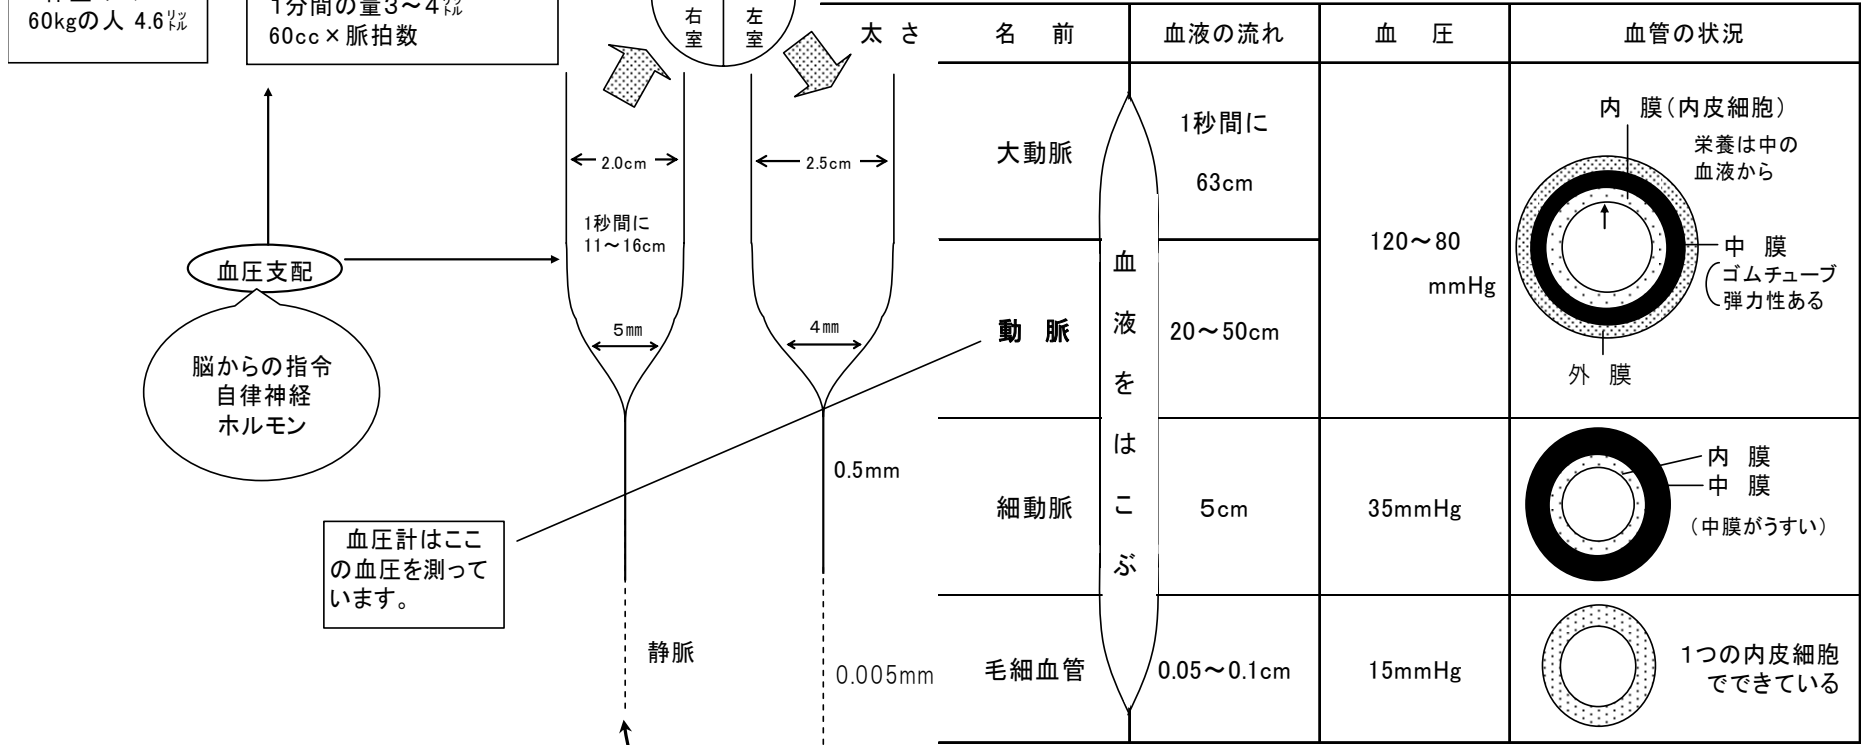 60kgの人 4.6㍑
1分間の量3～4㍑
60cc×脈拍数
右室
左室
太 さ
2.0cm
2.5cm
1秒間に
11～16cm
血圧支配
脳からの指令
自律神経
ホルモン
5㎜
4㎜
0.5mm
血圧計はここ
の血圧を測って
います。
静脈
0.005mm
名 前
血液の流れ
血 圧
血管の状況
大動脈
1秒間に
63cm
120～80
mmHg
内 膜（内皮細胞）
栄養は中の
血液から
中 膜
ゴムチューブ
弾力性ある
外 膜
動 脈
20～50cm
血液をはこぶ
細動脈
5cm
35mmHg
内 膜
中 膜
（中膜がうすい）
毛細血管
0.05～0.1cm
15mmHg
1つの内皮細胞
でできている